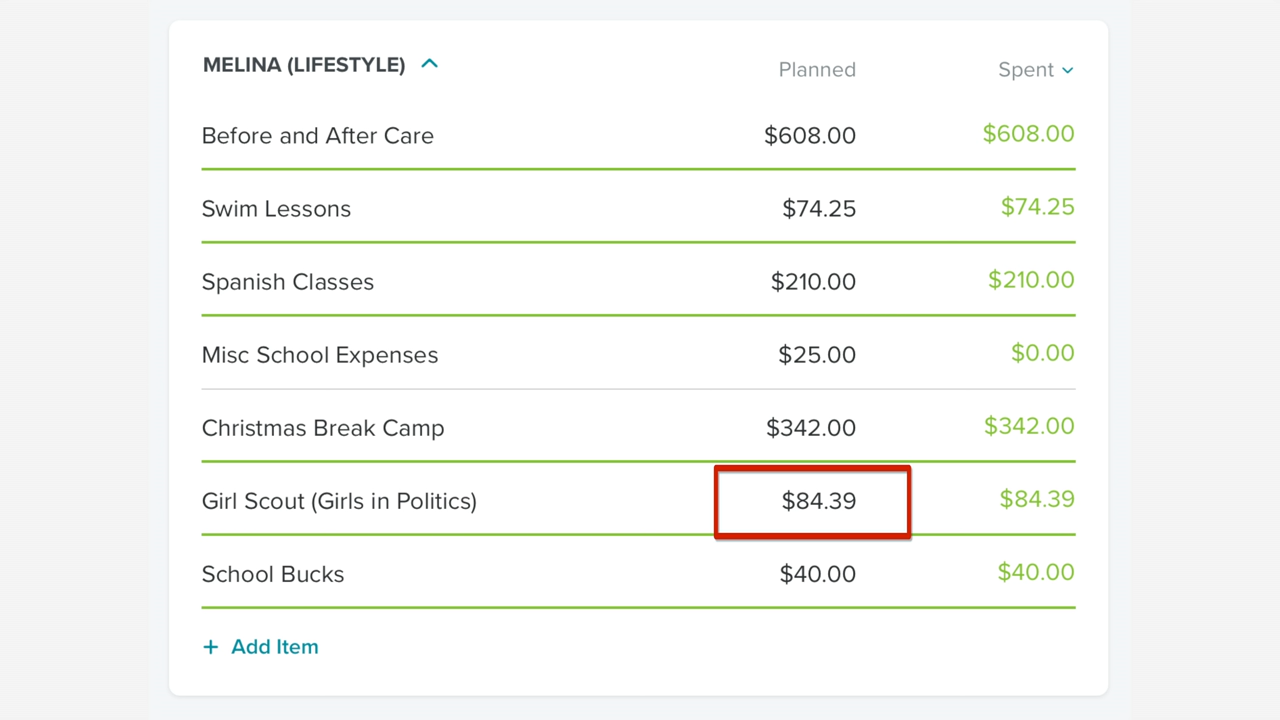 MELINA (LIFESTYLE) Planned Spent
Before and After Care $608.00 $608.00
Swim Lessons $74.25 $74.25
Spanish Classes $210.00 $210.00
Misc School Expenses $25.00 $0.00
Christmas Break Camp $342.00 $342.00
Girl Scout (Girls in Politics) $84.39 $84.39
School Bucks $40.00 $40.00
+ Add Item